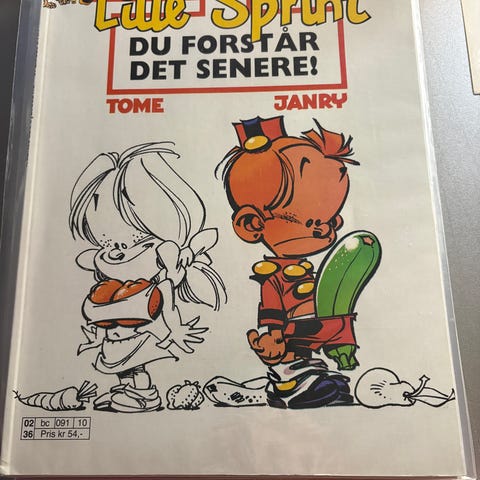 Lille Sprint
DU FORSTÅR
DET SENERE!
TOME JANRY
02 bc 091 10
36 Pris kr 54,-